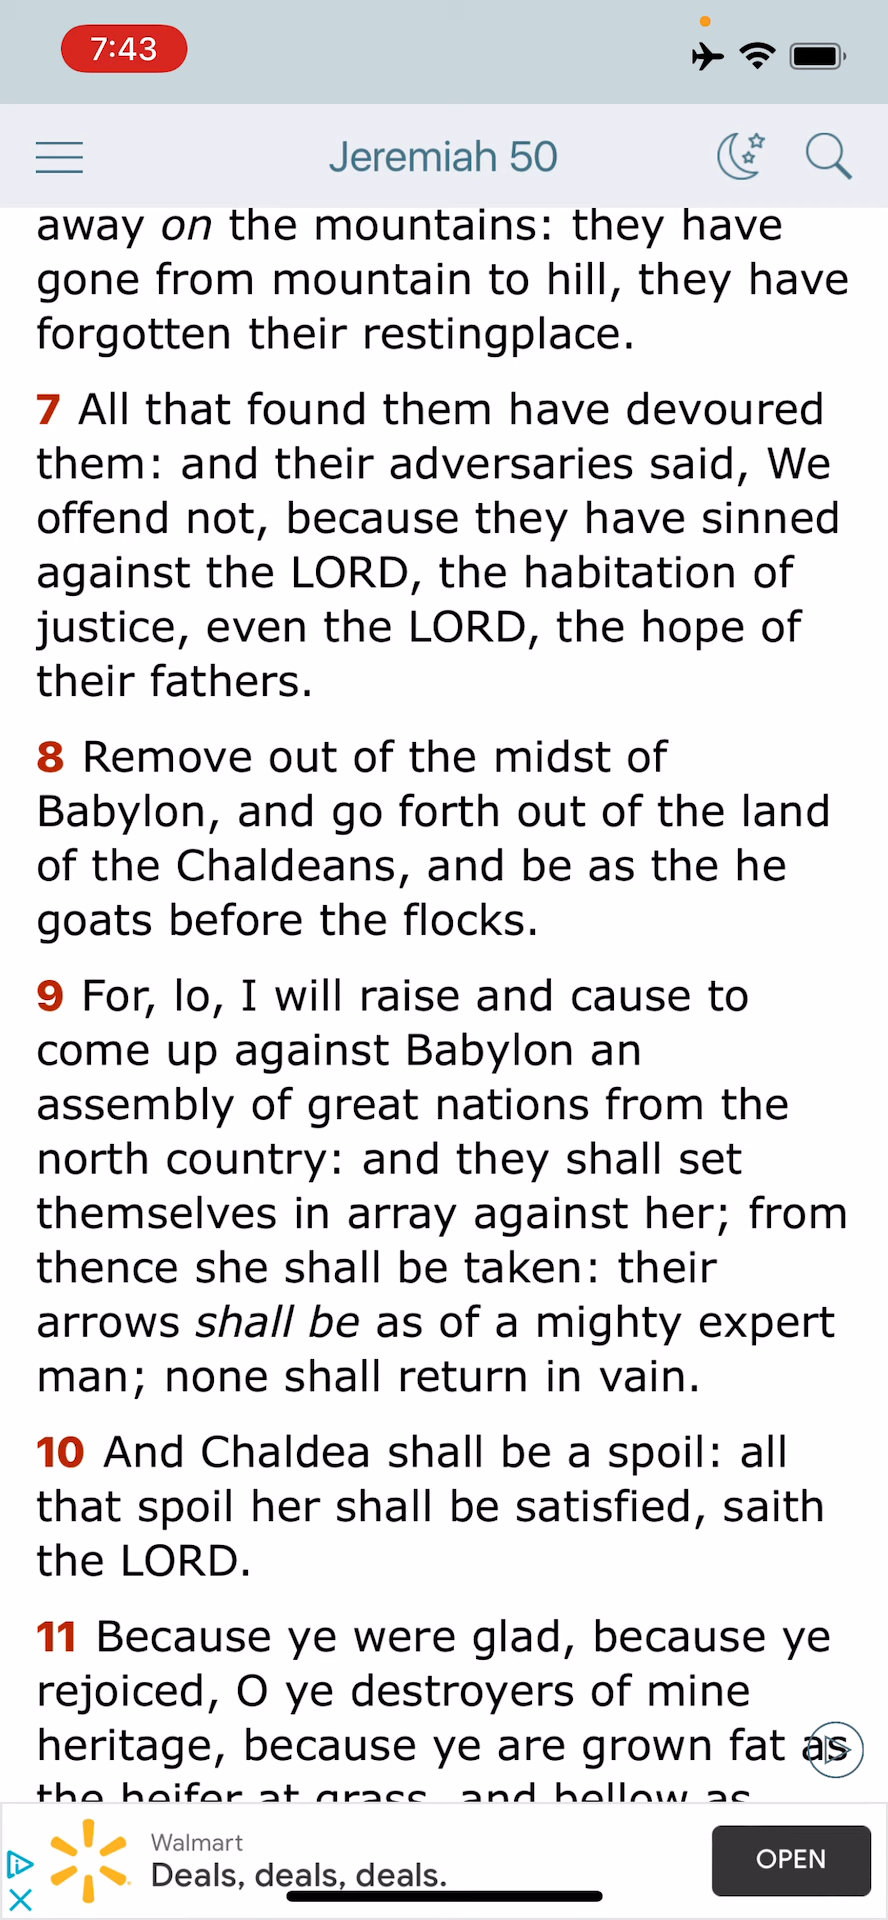 7:43
Jeremiah 50
away on the mountains: they have
gone from mountain to hill, they have
forgotten their restingplace.
7 All that found them have devoured
them: and their adversaries said, We
offend not, because they have sinned
against the LORD, the habitation of
justice, even the LORD, the hope of
their fathers.
8 Remove out of the midst of
Babylon, and go forth out of the land
of the Chaldeans, and be as the he
goats before the flocks.
9 For, lo, I will raise and cause to
come up against Babylon an
assembly of great nations from the
north country: and they shall set
themselves in array against her; from
thence she shall be taken: their
arrows shall be as of a mighty expert
man; none shall return in vain.
10 And Chaldea shall be a spoil: all
that spoil her shall be satisfied, saith
the LORD.
11 Because ye were glad, because ye
rejoiced, O ye destroyers of mine
heritage, because ye are grown fat as
the heifer at grass, and bellow as
Walmart
Deals, deals, deals.
OPEN